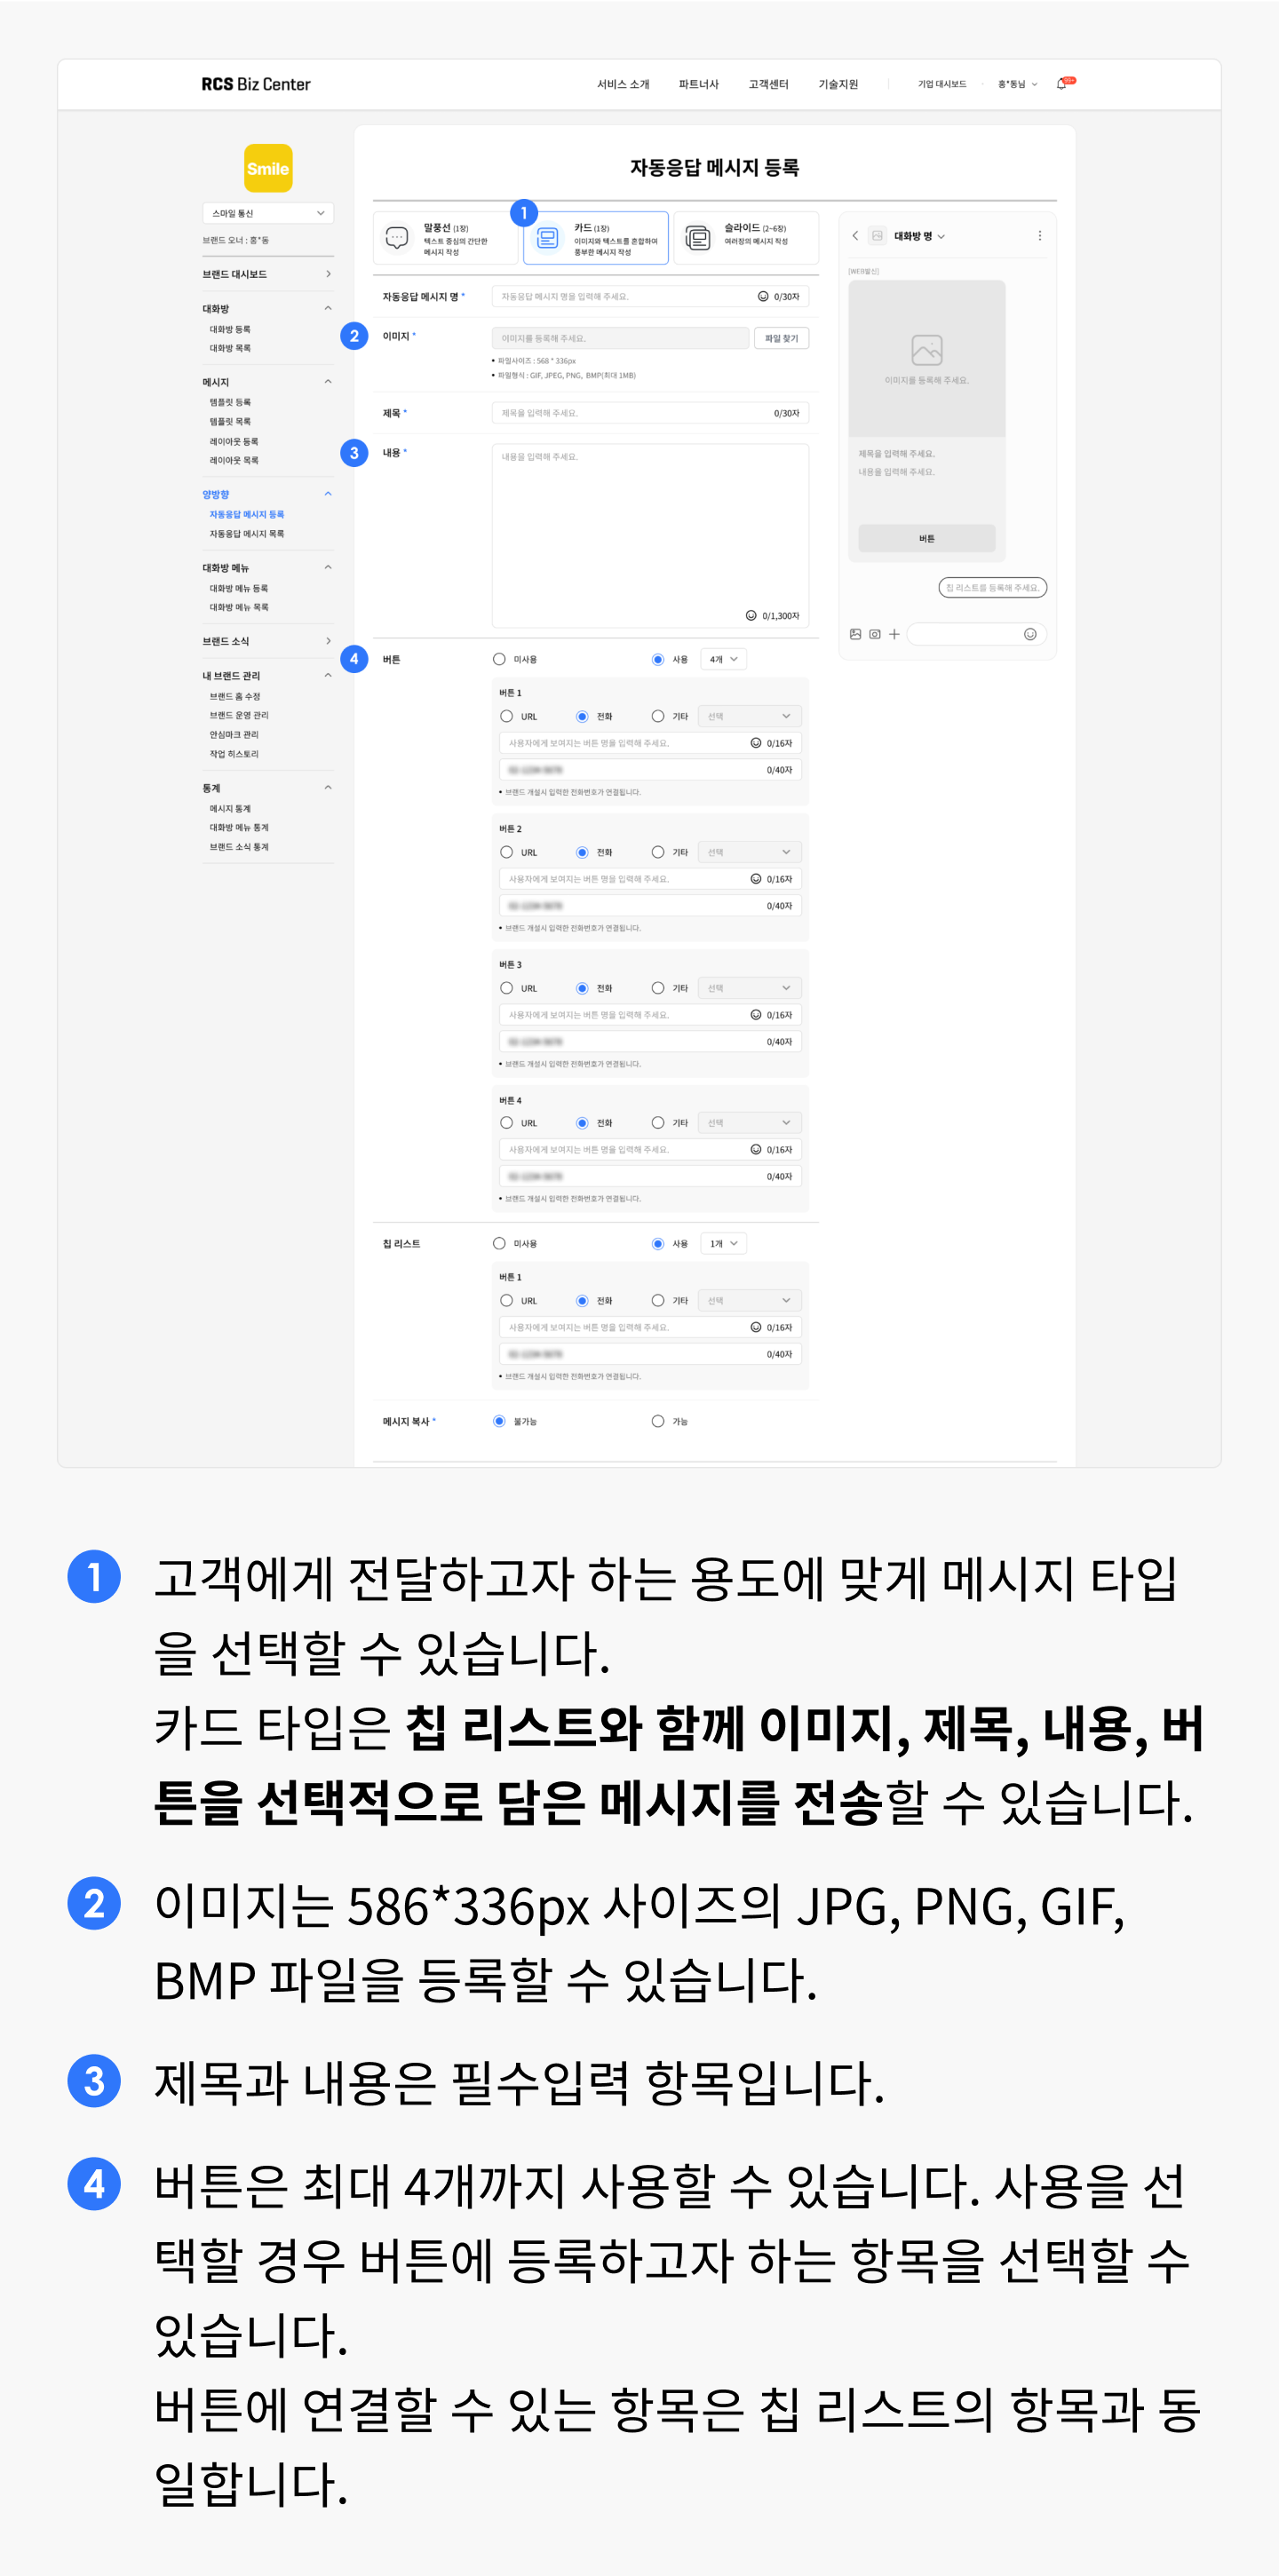 RCS Biz Center
서비스 소개 파트너사 고객센터 기술지원 기업 대시보드 홍*동님 99+
Smile
스마일 통신
브랜드 오너 : 홍*동
브랜드 대시보드
대화방
대화방 등록
대화방 목록
메시지
템플릿 등록
템플릿 목록
레이아웃 등록
레이아웃 목록
양방향
자동응답 메시지 등록
자동응답 메시지 목록
대화방 메뉴
대화방 메뉴 등록
대화방 메뉴 목록
브랜드 소식
내 브랜드 관리
브랜드 홈 수정
브랜드 운영 관리
안심마크 관리
작업 히스토리
통계
메시지 통계
대화방 메뉴 통계
브랜드 소식 통계
자동응답 메시지 등록
말풍선 (1장)
텍스트 중심의 간단한
메시지 작성
1
카드 (1장)
이미지와 텍스트를 혼합하여
풍부한 메시지 작성
슬라이드 (2~6장)
여러장의 메시지 작성
자동응답 메시지 명 * 자동응답 메시지 명을 입력해 주세요. 0/30자
2 이미지 * 이미지를 등록해 주세요. 파일 찾기
• 파일사이즈 : 568 * 336px
• 파일형식 : GIF, JPEG, PNG, BMP(최대 1MB)
제목 * 제목을 입력해 주세요. 0/30자
3 내용 * 내용을 입력해 주세요.
0/1,300자
4 버튼 미사용 사용 4개
버튼 1
URL 전화 기타 선택
사용자에게 보여지는 버튼 명을 입력해 주세요. 0/16자
0/40자
• 브랜드 개설시 입력한 전화번호가 연결됩니다.
버튼 2
URL 전화 기타 선택
사용자에게 보여지는 버튼 명을 입력해 주세요. 0/16자
0/40자
• 브랜드 개설시 입력한 전화번호가 연결됩니다.
버튼 3
URL 전화 기타 선택
사용자에게 보여지는 버튼 명을 입력해 주세요. 0/16자
0/40자
• 브랜드 개설시 입력한 전화번호가 연결됩니다.
버튼 4
URL 전화 기타 선택
사용자에게 보여지는 버튼 명을 입력해 주세요. 0/16자
0/40자
• 브랜드 개설시 입력한 전화번호가 연결됩니다.
칩 리스트 미사용 사용 1개
버튼 1
URL 전화 기타 선택
사용자에게 보여지는 버튼 명을 입력해 주세요. 0/16자
0/40자
• 브랜드 개설시 입력한 전화번호가 연결됩니다.
메시지 복사 * 불가능 가능
대화방 명
[WEB발신]
이미지를 등록해 주세요.
제목을 입력해 주세요.
내용을 입력해 주세요.
버튼
칩 리스트를 등록해 주세요.
1 고객에게 전달하고자 하는 용도에 맞게 메시지 타입
을 선택할 수 있습니다.
카드 타입은 칩 리스트와 함께 이미지, 제목, 내용, 버
튼을 선택적으로 담은 메시지를 전송할 수 있습니다.
2 이미지는 586*336px 사이즈의 JPG, PNG, GIF,
BMP 파일을 등록할 수 있습니다.
3 제목과 내용은 필수입력 항목입니다.
4 버튼은 최대 4개까지 사용할 수 있습니다. 사용을 선
택할 경우 버튼에 등록하고자 하는 항목을 선택할 수
있습니다.
버튼에 연결할 수 있는 항목은 칩 리스트의 항목과 동
일합니다.